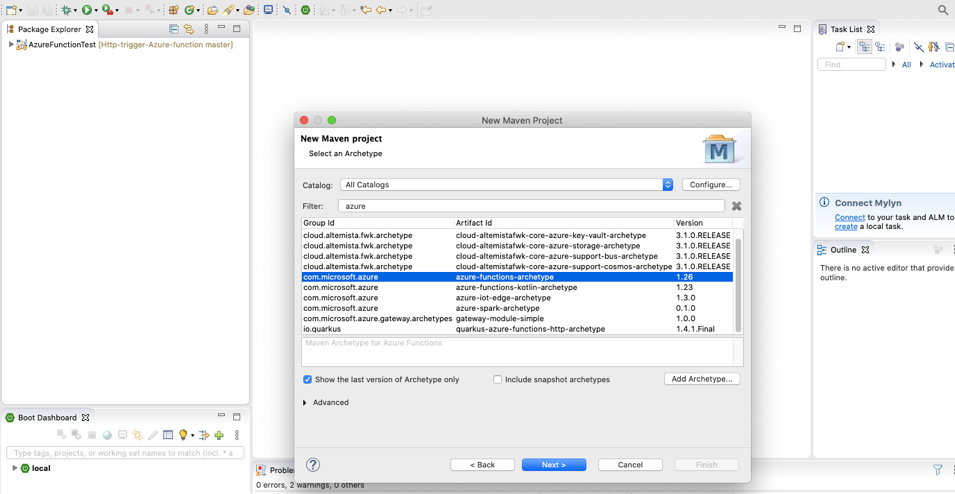 Package Explorer
AzureFunctionTest [Http-trigger-Azure-function master]
Task List
Find
All
Activat
Connect Mylyn
Connect to your task and ALM to
create a local task.
Outline
There is no active editor that provide
outline.
New Maven Project
New Maven project
Select an Archetype
M
Catalog:
All Catalogs
Configure...
Filter:
azure
Group Id Artifact Id Version
cloud.altemista.fwk.archetype cloud-altemistafwk-core-azure-key-vault-archetype 3.1.0.RELEASE
cloud.altemista.fwk.archetype cloud-altemistafwk-core-azure-storage-archetype 3.1.0.RELEASE
cloud.altemista.fwk.archetype cloud-altemistafwk-core-azure-support-bus-archetype 3.1.0.RELEASE
cloud.altemista.fwk.archetype cloud-altemistafwk-core-azure-support-cosmos-archetype 3.1.0.RELEASE
com.microsoft.azure azure-functions-archetype 1.26
com.microsoft.azure azure-functions-kotlin-archetype 1.23
com.microsoft.azure azure-iot-edge-archetype 1.3.0
com.microsoft.azure azure-spark-archetype 0.1.0
com.microsoft.azure.gateway.archetypes gateway-module-simple 1.0.0
io.quarkus quarkus-azure-functions-http-archetype 1.4.1.Final
Maven Archetype for Azure Functions
Show the last version of Archetype only
Include snapshot archetypes
Add Archetype...
Advanced
?
< Back
Next >
Cancel
Finish
Boot Dashboard
Type tags, projects, or working set names to match (incl. * a
local
Problem
0 errors, 2 warnings, 0 others